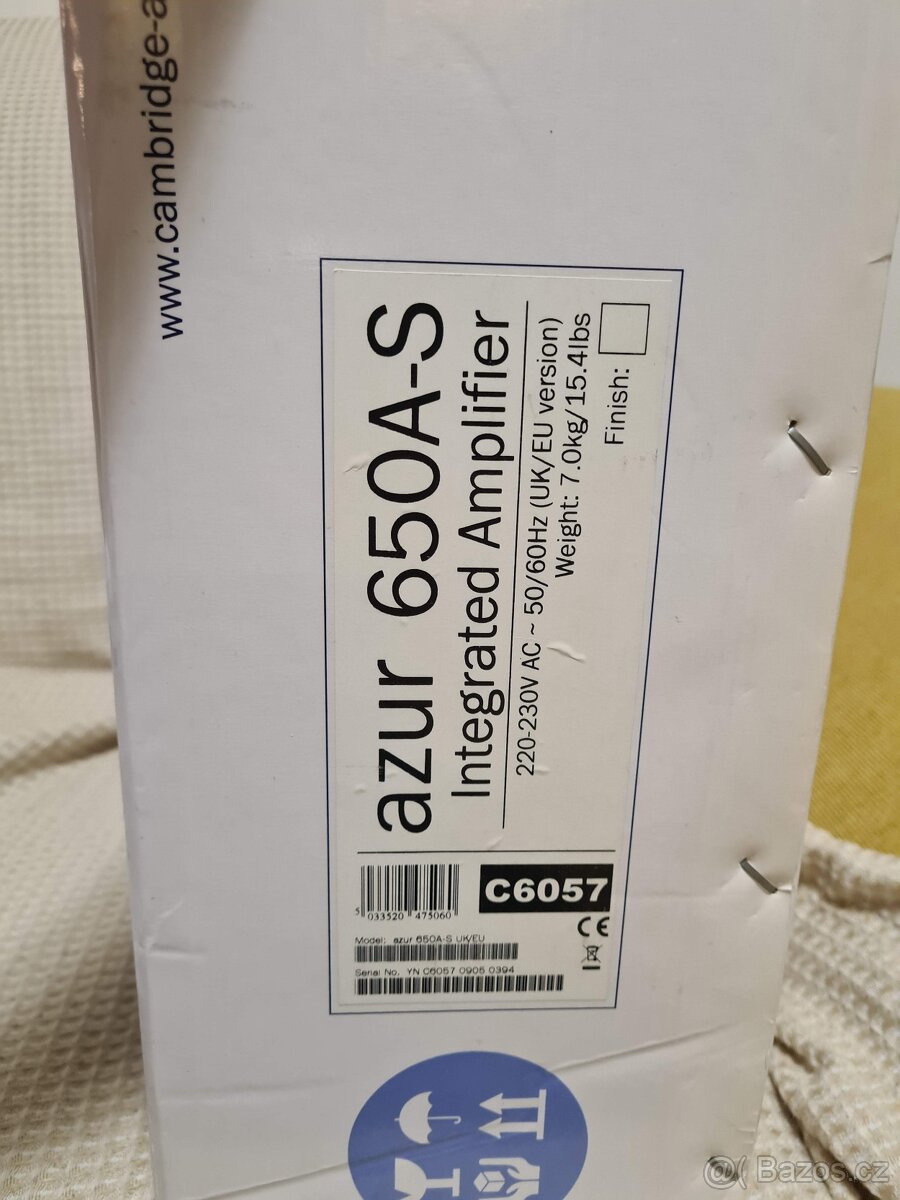 www.cambridge-a
azur 650A-S
Integrated Amplifier
220-230V AC ~ 50/60Hz (UK/EU version)
Weight: 7.0kg/15.4lbs
Finish:
5 033520 475060
C6057
CE
Model: azur 650A-S UK/EU
Serial No. YN C6057 0905 0394
@ Bazos.cz